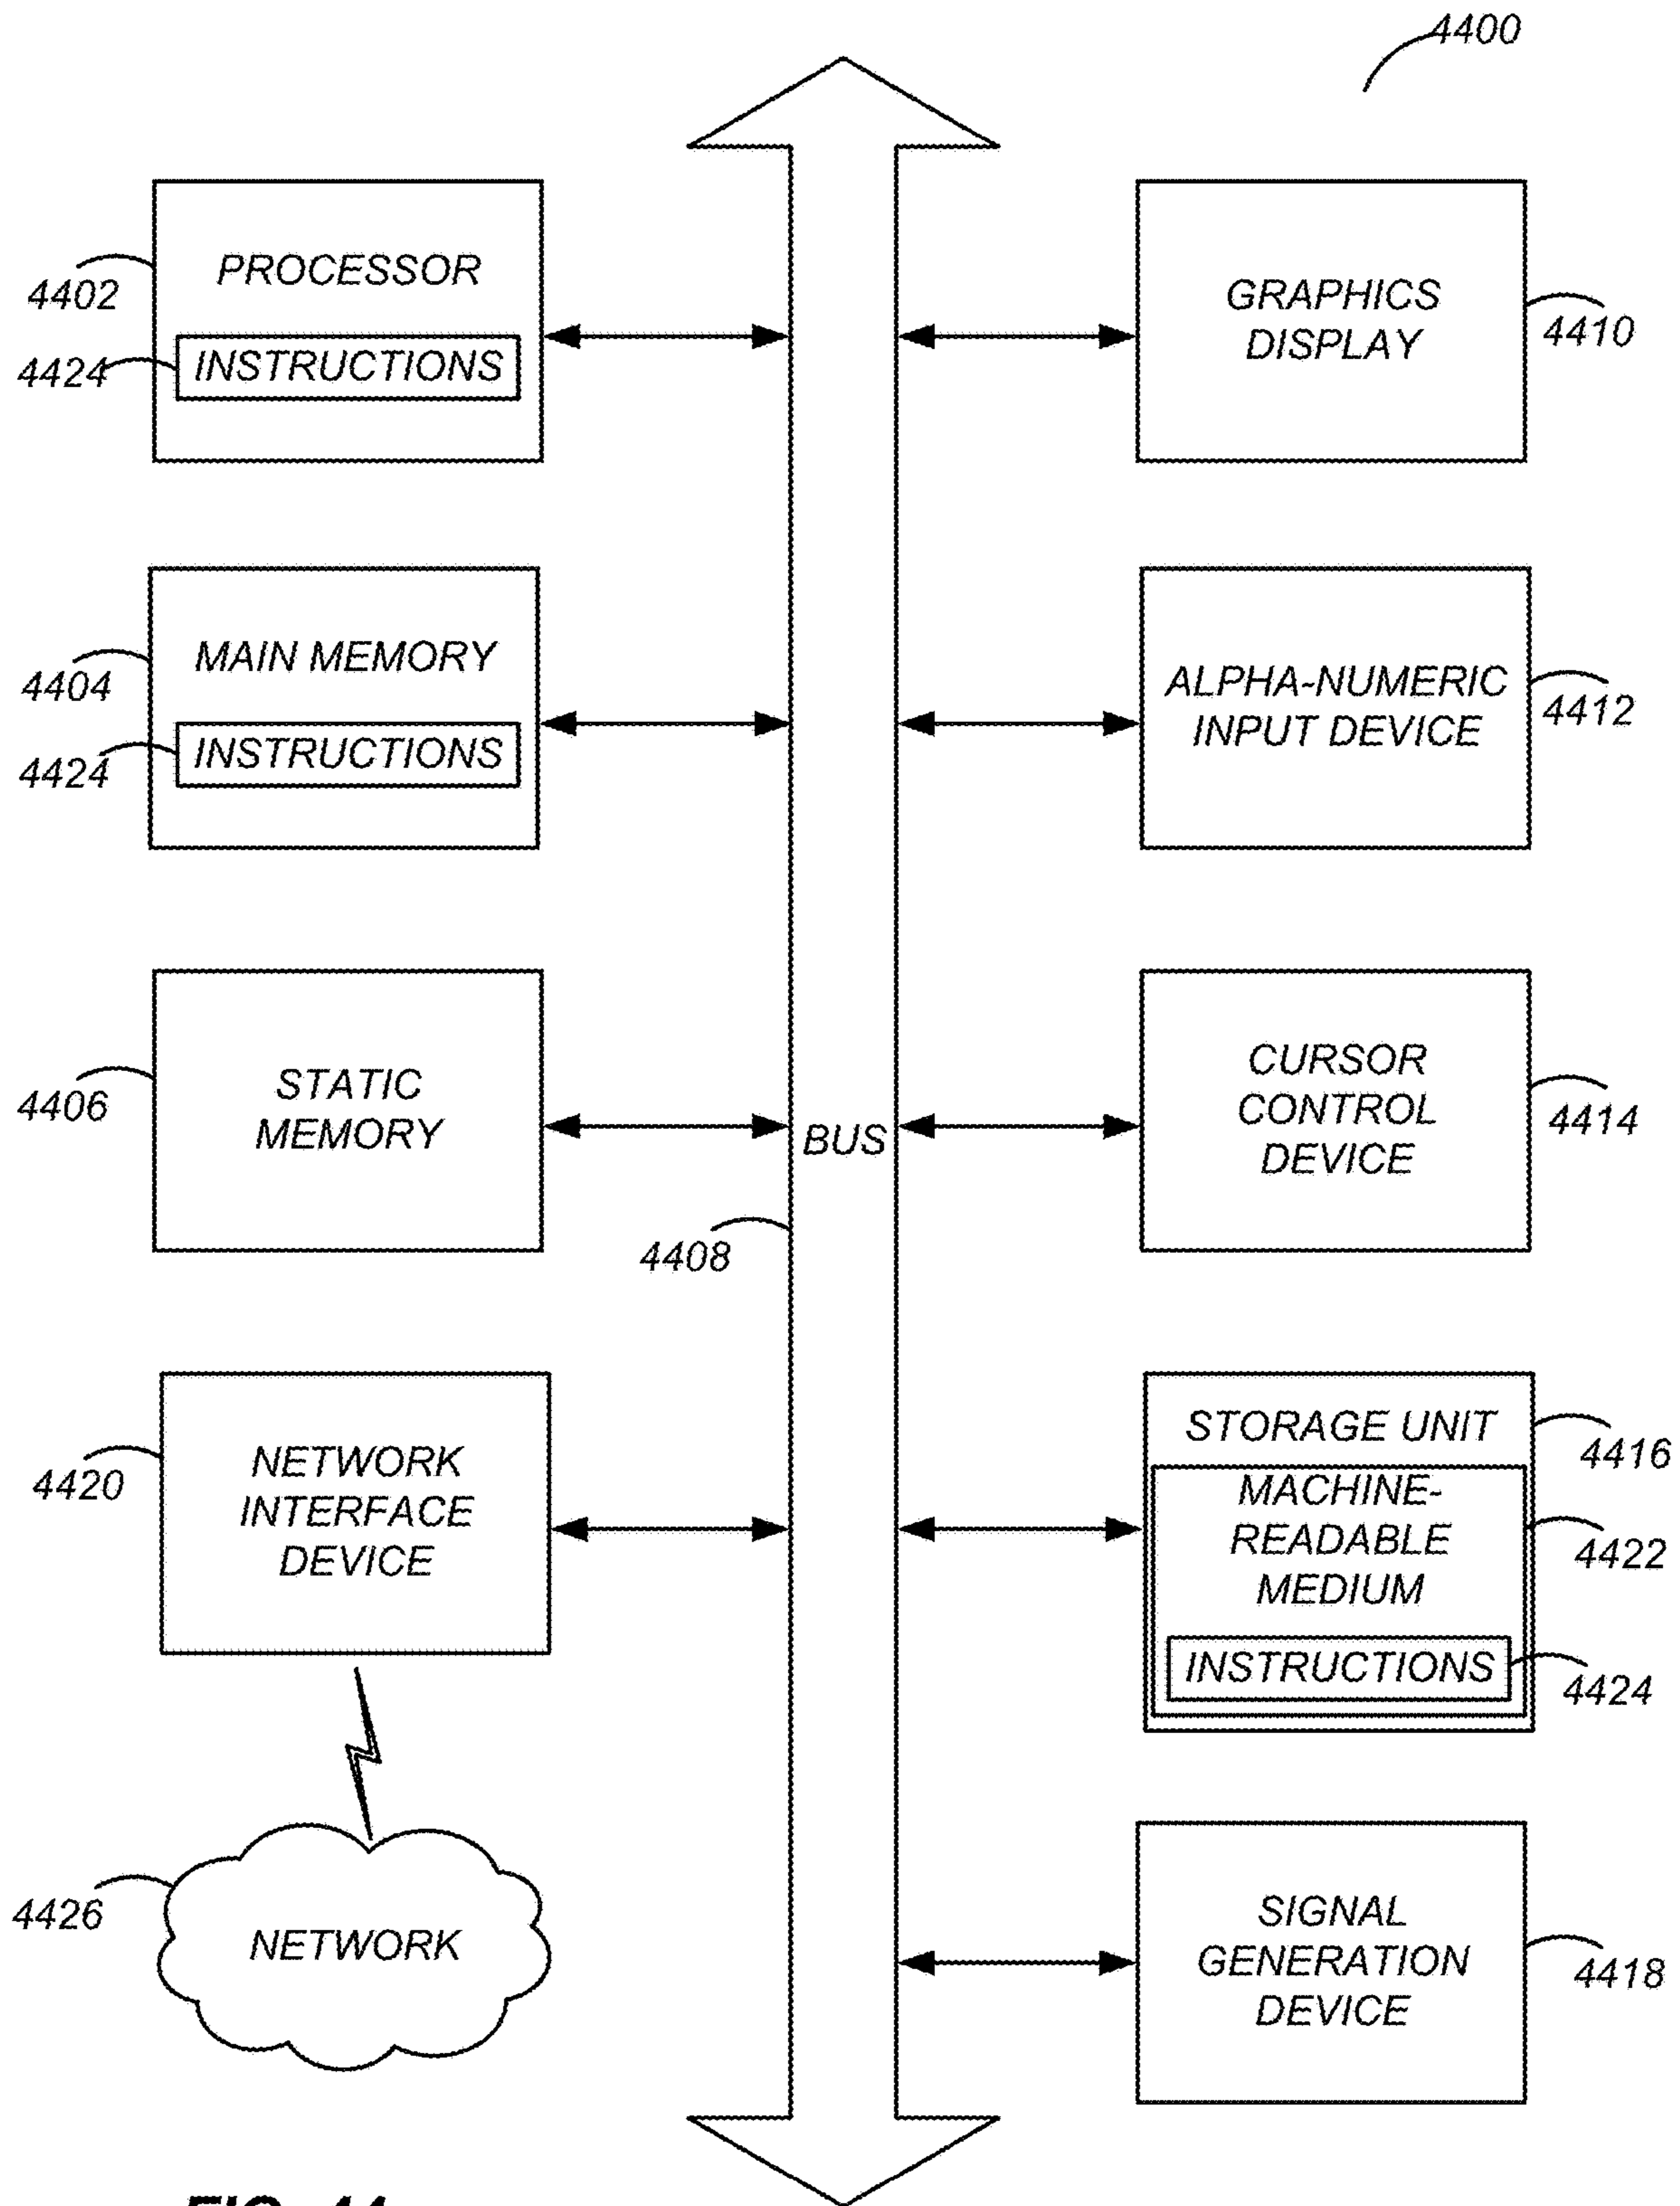 4400
PROCESSOR
4402
INSTRUCTIONS
4424
GRAPHICS
DISPLAY
4410
MAIN MEMORY
4404
INSTRUCTIONS
4424
ALPHA-NUMERIC
INPUT DEVICE
4412
STATIC
MEMORY
4406
BUS
4408
CURSOR
CONTROL
DEVICE
4414
NETWORK
INTERFACE
DEVICE
4420
STORAGE UNIT
4416
MACHINE-
READABLE
MEDIUM
4422
INSTRUCTIONS
4424
NETWORK
4426
SIGNAL
GENERATION
DEVICE
4418
FIG. 44